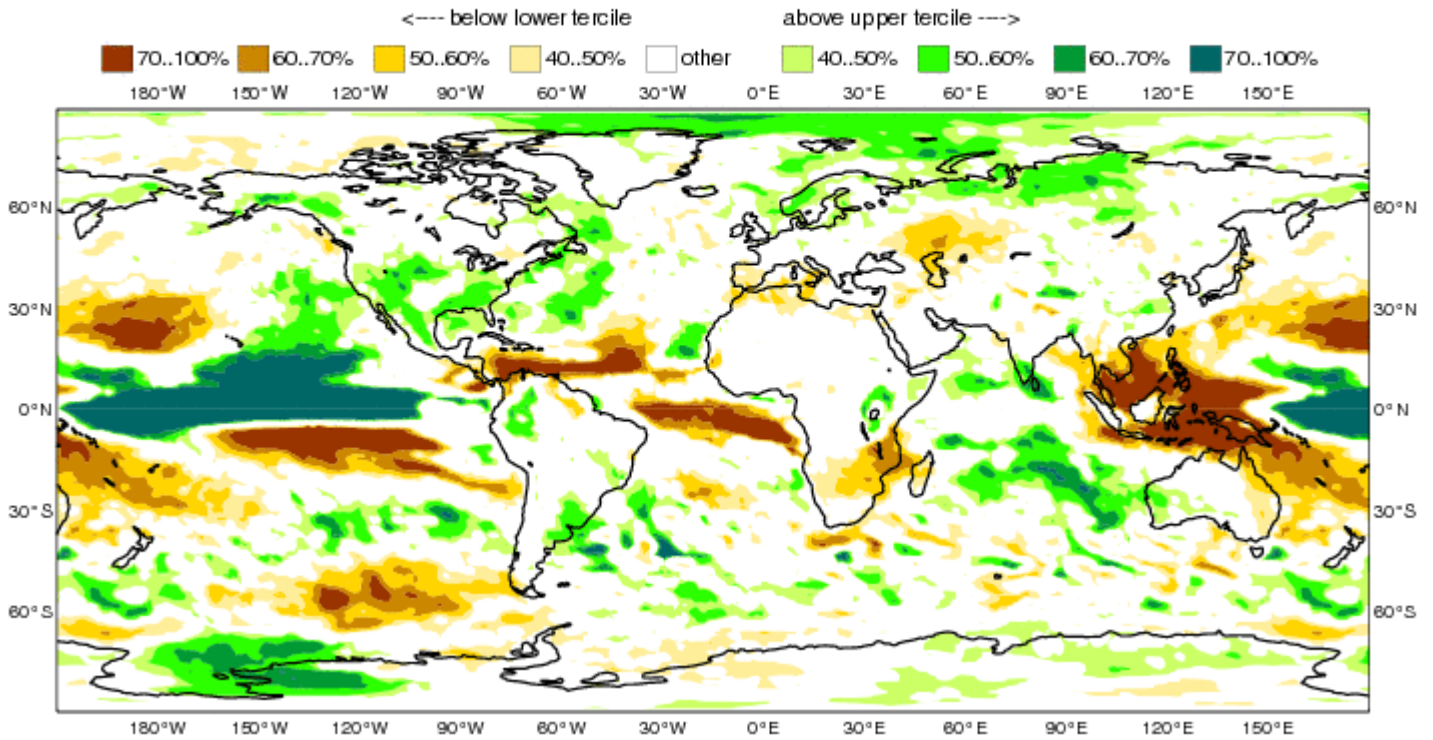 <---- below lower tercile above upper tercile ---->
70..100% 60..70% 50..60% 40..50% other 40..50% 50..60% 60..70% 70..100%
180°W 150°W 120°W 90°W 60°W 30°W 0°E 30°E 60°E 90°E 120°E 150°E
60°N 60°N
30°N 30°N
0°N 0°N
30°S 30°S
60°S 60°S
180°W 150°W 120°W 90°W 60°W 30°W 0°E 30°E 60°E 90°E 120°E 150°E